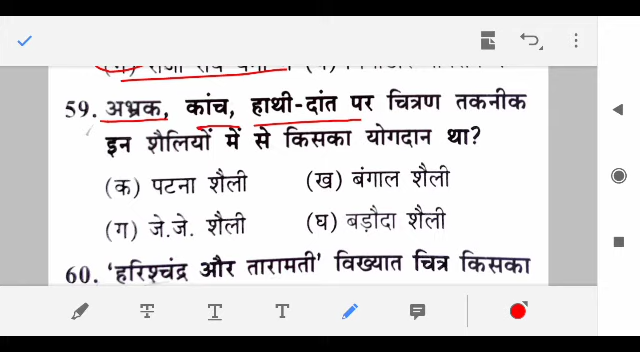 59. अभ्रक, कांच, हाथी-दांत पर चित्रण तकनीक
इन शैलियों में से किसका योगदान था?
(क) पटना शैली (ख) बंगाल शैली
(ग) जे.जे. शैली (घ) बड़ौदा शैली
60. 'हरिश्चंद्र और तारामती' विख्यात चित्र किसका